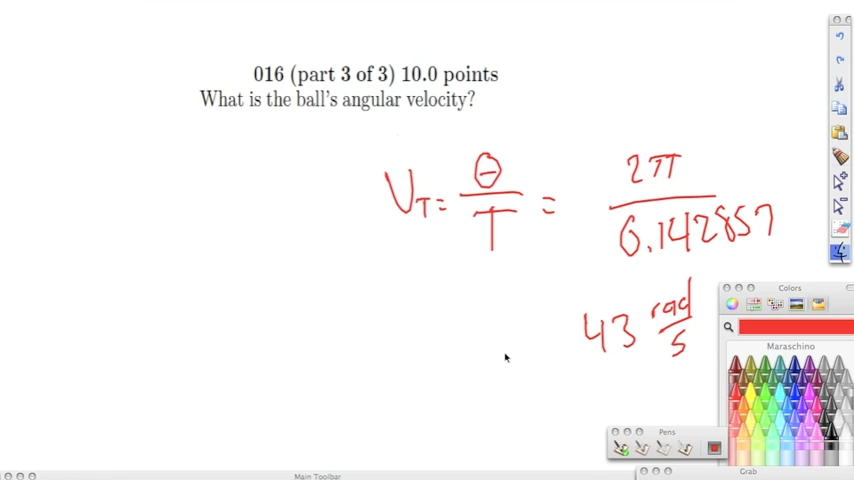 016 (part 3 of 3) 10.0 points
What is the ball's angular velocity?
V_T = θ/T = 2π/0.142857
43 rad/s
Colors
Maraschino
Pens
Grab
Main Toolbar